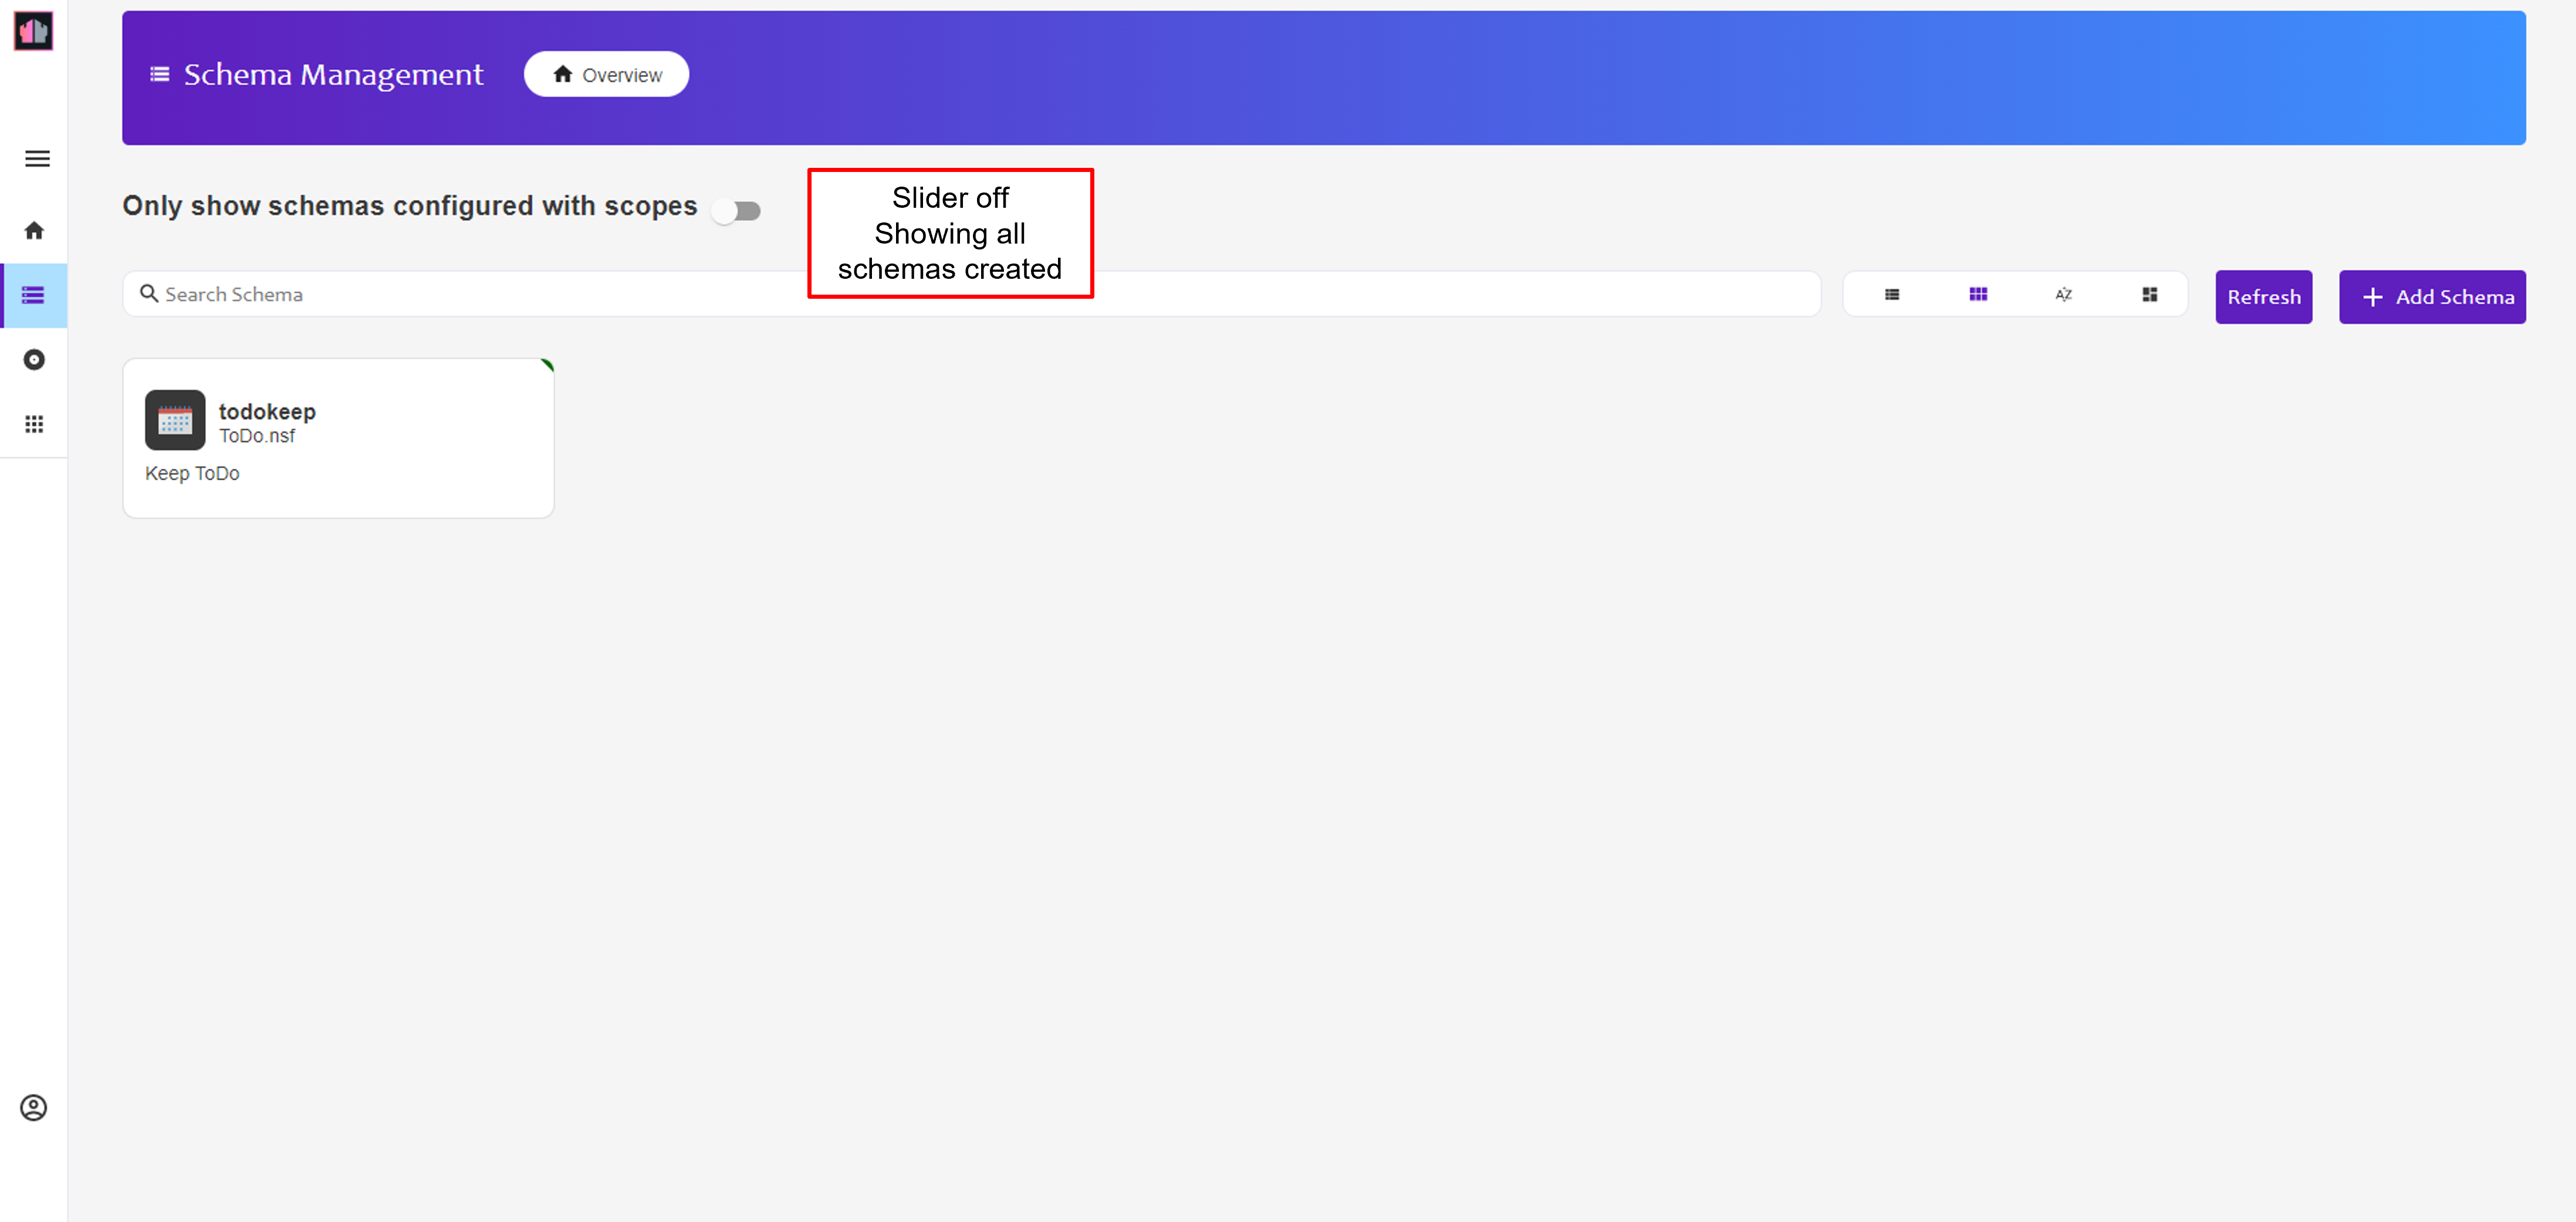 Schema Management
Overview
Only show schemas configured with scopes
Slider off
Showing all
schemas created
Search Schema
AZ
Refresh
+ Add Schema
todokeep
ToDo.nsf
Keep ToDo